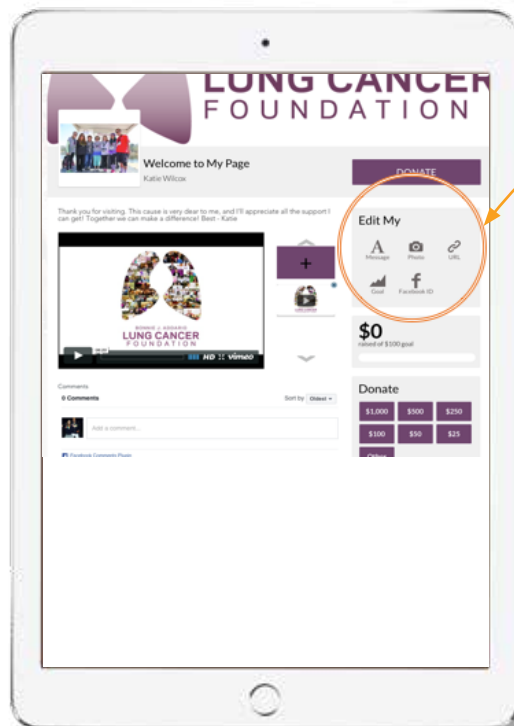 LUNG CANCER
FOUNDATION
Welcome to My Page
Katie Wilcox
DONATE
Thank you for visiting. This cause is very dear to me, and I'll appreciate all the support I
can get! Together we can make a difference! Best - Katie
Edit My
Message
Photo
URL
Goal
Facebook ID
BONNIE J. ADDARIO
LUNG CANCER
FOUNDATION
HD :: vimeo
$0
raised of $100 goal
Comments
0 Comments
Sort by Oldest
Add a comment...
Facebook Comments Plugin
Donate
$1,000 $500 $250
$100 $50 $25
Other